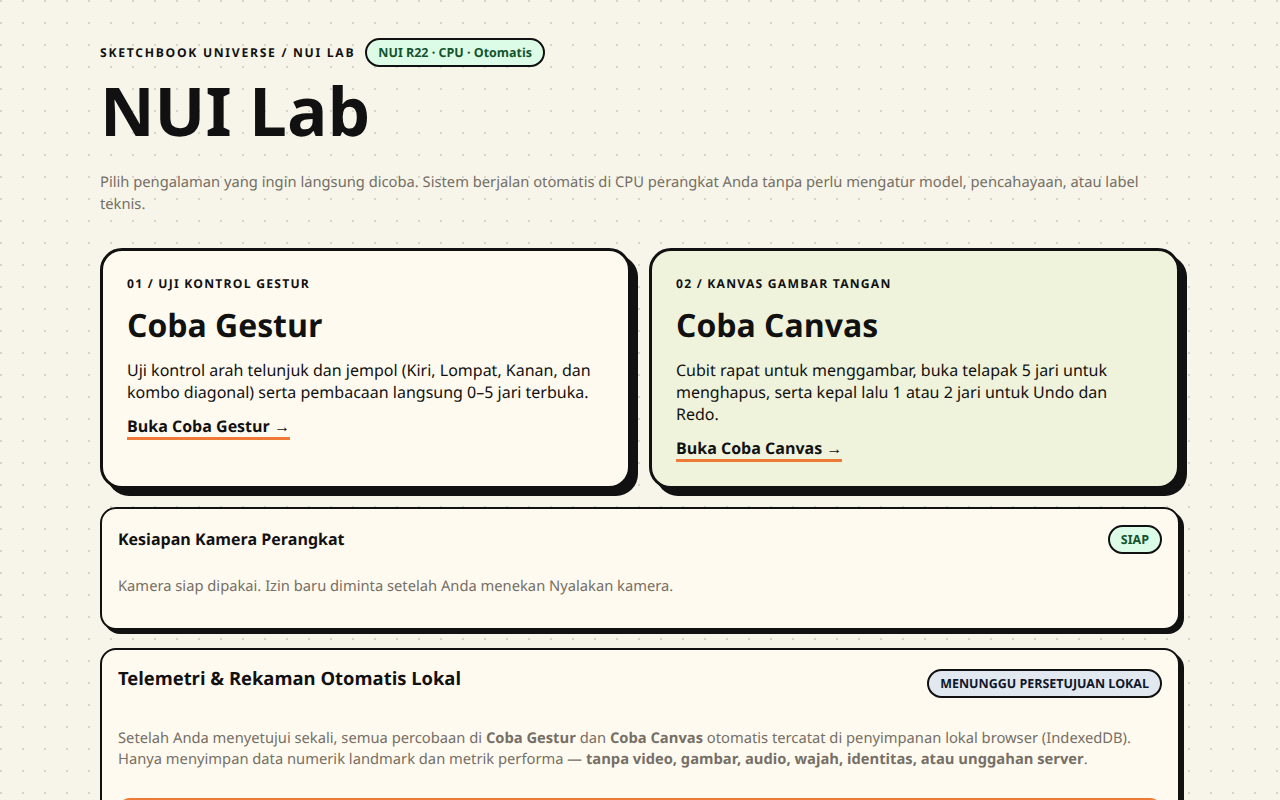 SKETCHBOOK UNIVERSE / NUI LAB
NUI R22 · CPU · Otomatis
NUI Lab
Pilih pengalaman yang ingin langsung dicoba. Sistem berjalan otomatis di CPU perangkat Anda tanpa perlu mengatur model, pencahayaan, atau label
teknis.
01 / UJI KONTROL GESTUR
Coba Gestur
Uji kontrol arah telunjuk dan jempol (Kiri, Lompat, Kanan, dan
kombo diagonal) serta pembacaan langsung 0–5 jari terbuka.
Buka Coba Gestur →
02 / KANVAS GAMBAR TANGAN
Coba Canvas
Cubit rapat untuk menggambar, buka telapak 5 jari untuk
menghapus, serta kepal lalu 1 atau 2 jari untuk Undo dan
Redo.
Buka Coba Canvas →
Kesiapan Kamera Perangkat
SIAP
Kamera siap dipakai. Izin baru diminta setelah Anda menekan Nyalakan kamera.
Telemetri & Rekaman Otomatis Lokal
MENUNGGU PERSETUJUAN LOKAL
Setelah Anda menyetujui sekali, semua percobaan di Coba Gestur dan Coba Canvas otomatis tercatat di penyimpanan lokal browser (IndexedDB).
Hanya menyimpan data numerik landmark dan metrik performa — tanpa video, gambar, audio, wajah, identitas, atau unggahan server.